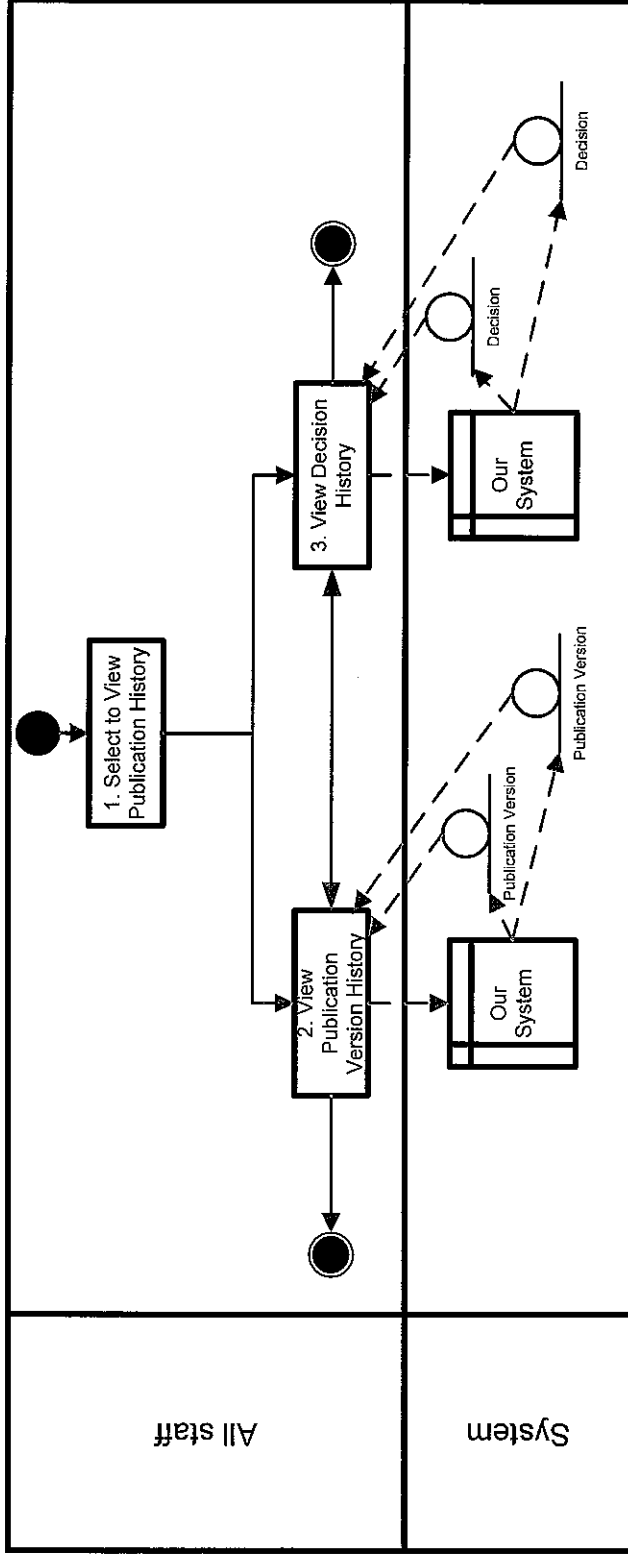 All staff
System
1. Select to View
Publication History
2. View
Publication
Version History
3. View Decision
History
Our
System
Publication Version
Publication Version
Our
System
Decision
Decision